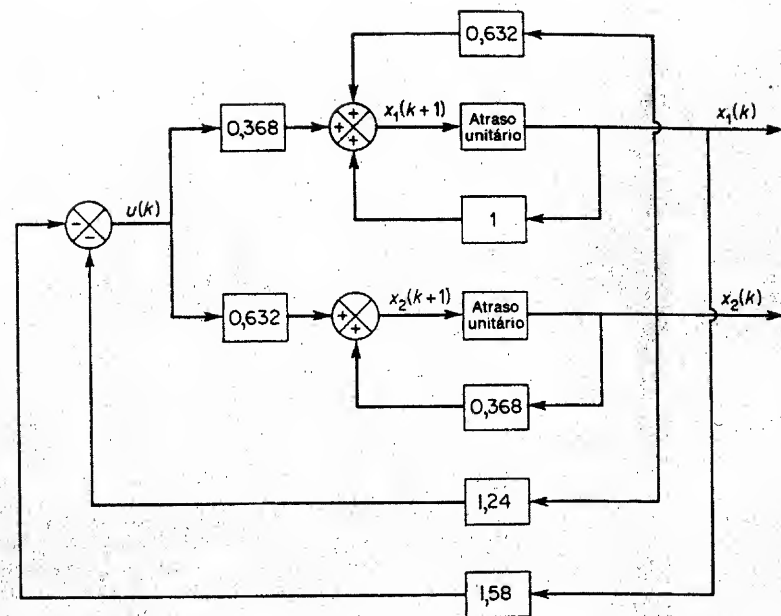 0,632
0,368
+
+
+
x₁(k+1)
Atraso
unitário
x₁(k)
1
u(k)
-
-
0,632
+
+
x₂(k+1)
Atraso
unitário
x₂(k)
0,368
1,24
1,58